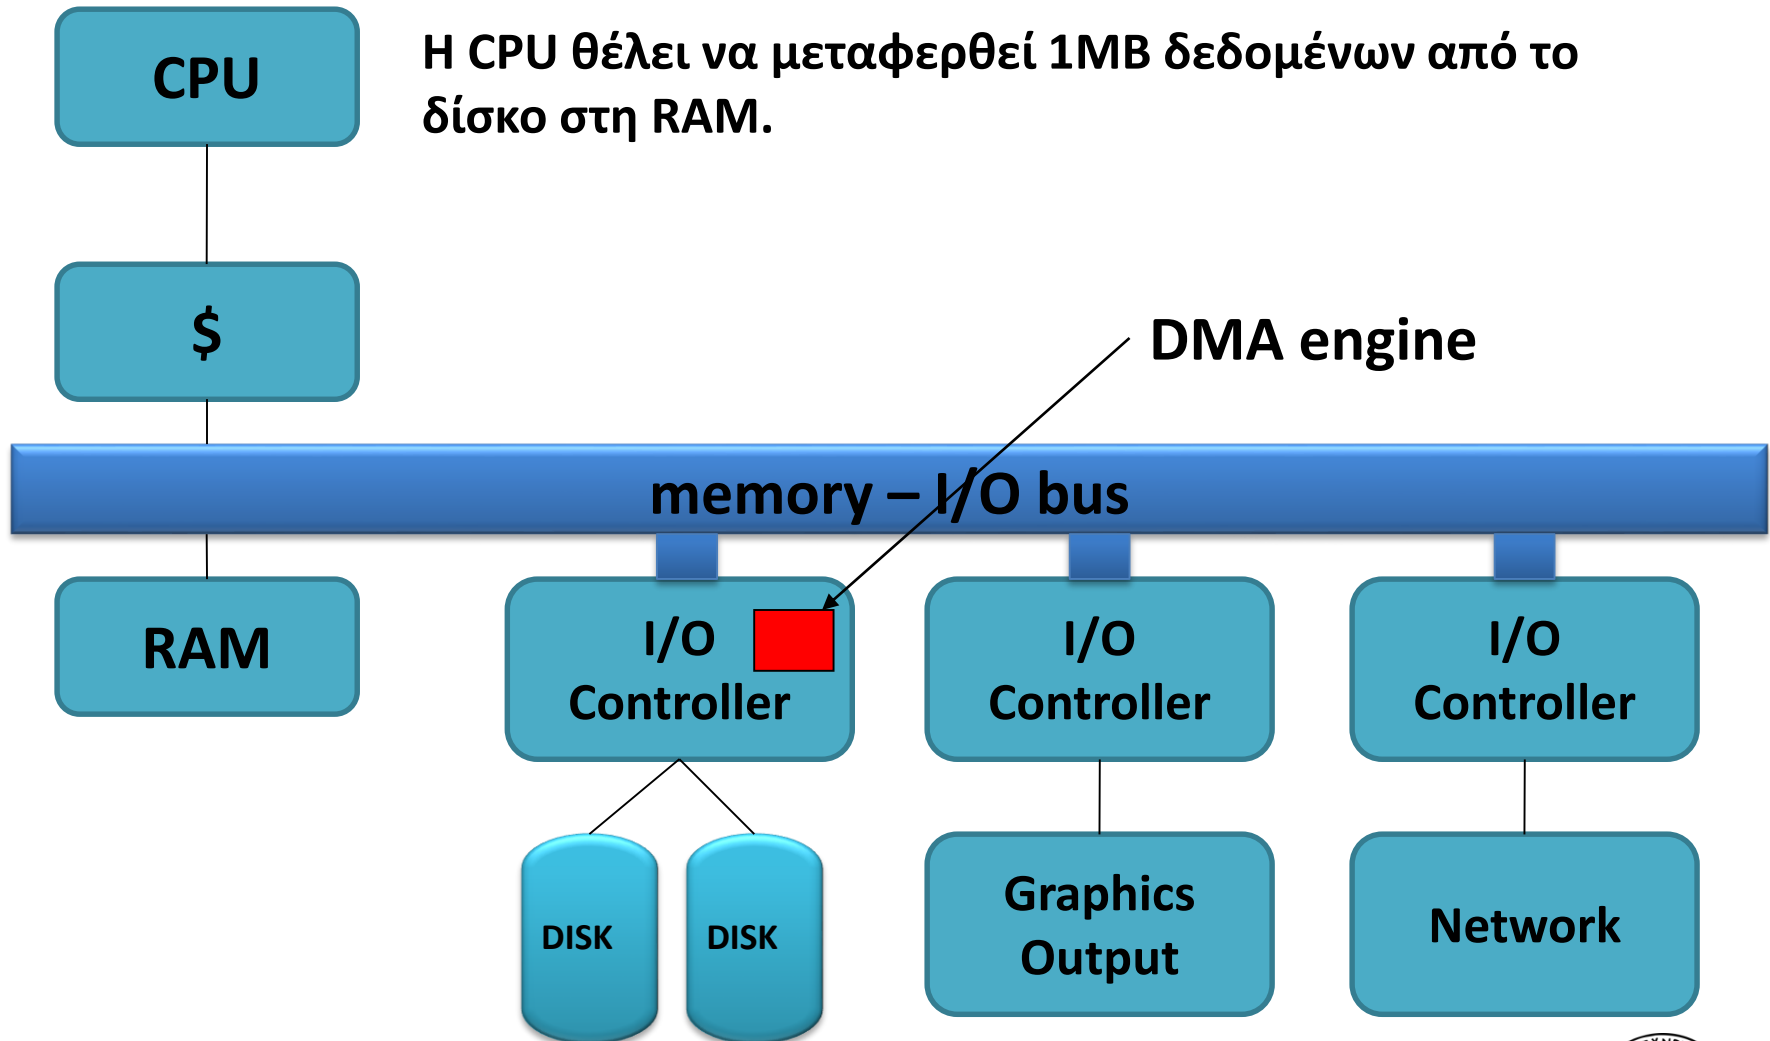 CPU
Η CPU θέλει να μεταφερθεί 1MB δεδομένων από το
δίσκο στη RAM.
$
DMA engine
memory – I/O bus
RAM
I/O
Controller
I/O
Controller
I/O
Controller
DISK
DISK
Graphics
Output
Network